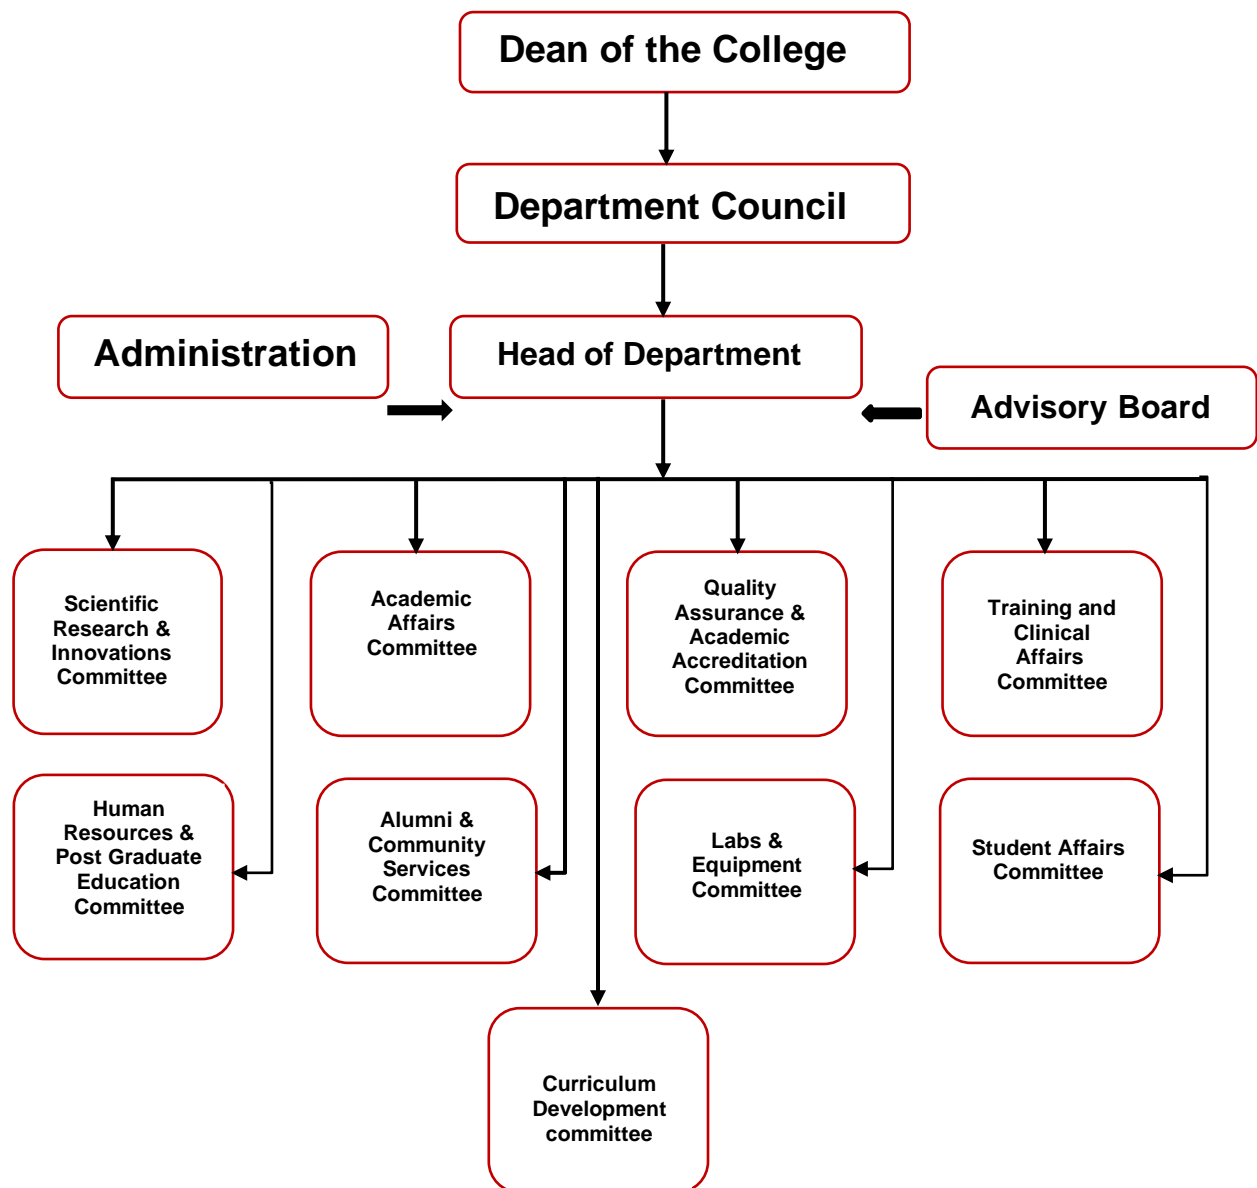 Dean of the College
Department Council
Administration
Head of Department
Advisory Board
Scientific
Research &
Innovations
Committee
Academic
Affairs
Committee
Quality
Assurance &
Academic
Accreditation
Committee
Training and
Clinical
Affairs
Committee
Human
Resources &
Post Graduate
Education
Committee
Alumni &
Community
Services
Committee
Labs &
Equipment
Committee
Student Affairs
Committee
Curriculum
Development
committee